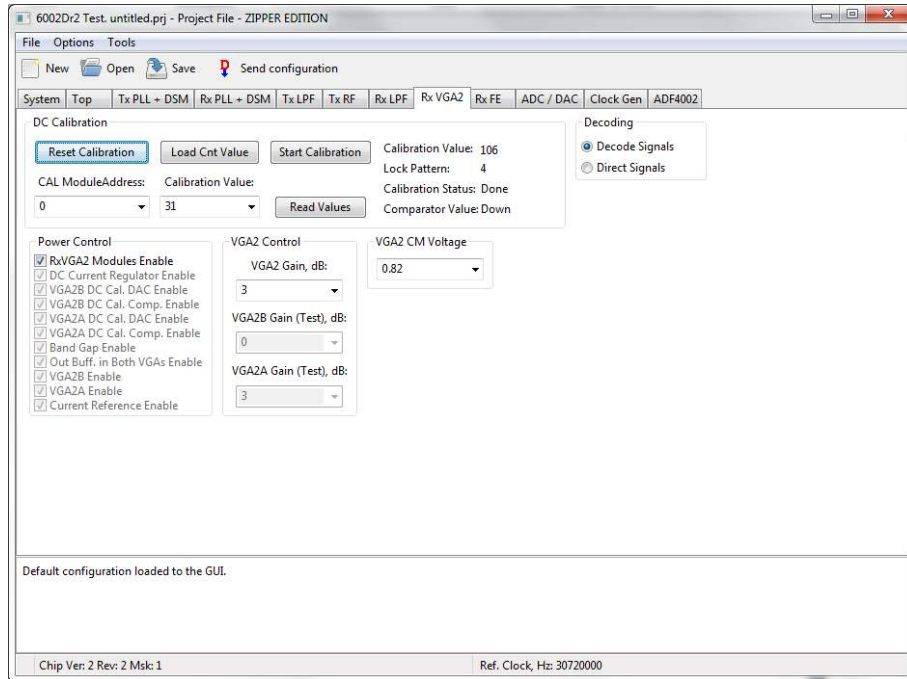 6002Dr2 Test. untitled.prj - Project File - ZIPPER EDITION
File Options Tools
New Open Save Send configuration
System Top Tx PLL + DSM Rx PLL + DSM Tx LPF Tx RF Rx LPF Rx VGA2 Rx FE ADC / DAC Clock Gen ADF4002
DC Calibration
Reset Calibration Load Cnt Value Start Calibration
CAL ModuleAddress: Calibration Value:
0 31 Read Values
Calibration Value: 106
Lock Pattern: 4
Calibration Status: Done
Comparator Value: Down
Decoding
Decode Signals
Direct Signals
Power Control
RxVGA2 Modules Enable
DC Current Regulator Enable
VGA2B DC Cal. DAC Enable
VGA2B DC Cal. Comp. Enable
VGA2A DC Cal. DAC Enable
VGA2A DC Cal. Comp. Enable
Band Gap Enable
Out Buff. in Both VGAs Enable
VGA2B Enable
VGA2A Enable
Current Reference Enable
VGA2 Control
VGA2 Gain, dB:
3
VGA2B Gain (Test), dB:
0
VGA2A Gain (Test), dB:
3
VGA2 CM Voltage
0.82
Default configuration loaded to the GUI.
Chip Ver: 2 Rev: 2 Msk: 1
Ref. Clock, Hz: 30720000